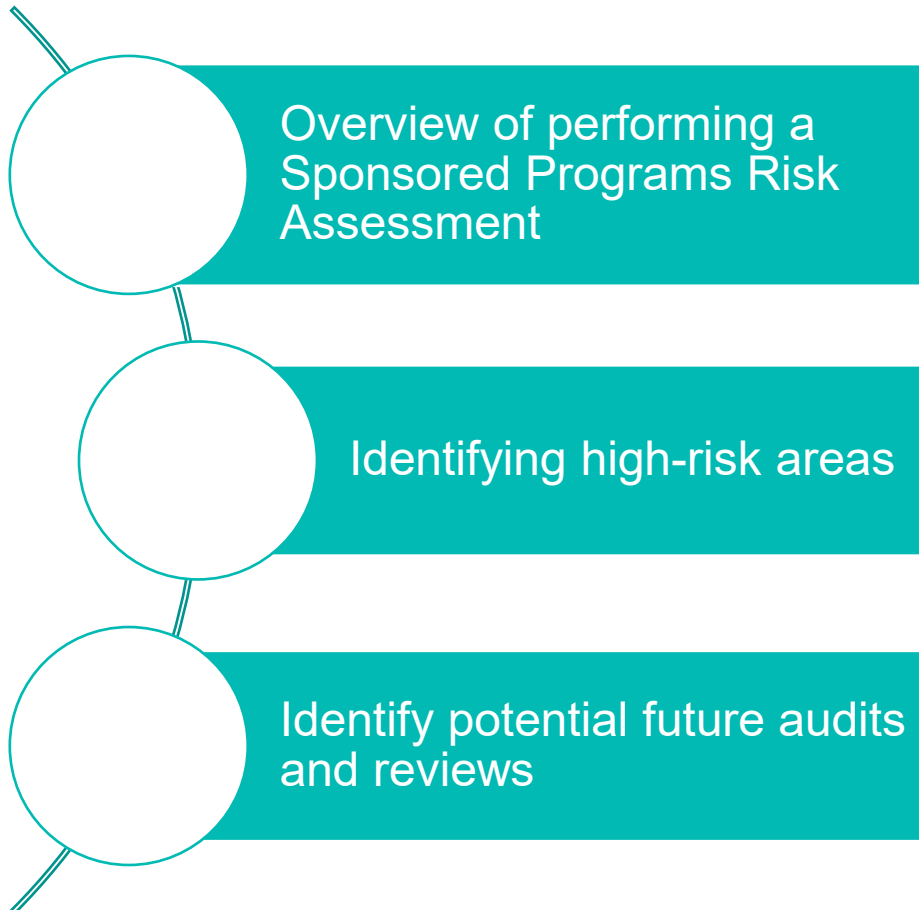 Overview of performing a
Sponsored Programs Risk
Assessment
Identifying high-risk areas
Identify potential future audits
and reviews